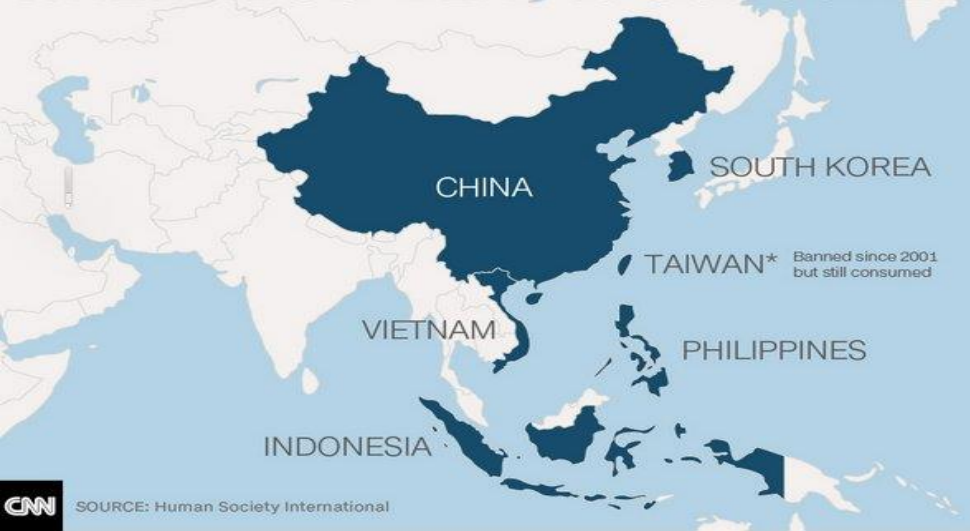 CHINA
SOUTH KOREA
TAIWAN* Banned since 2001
but still consumed
VIETNAM
PHILIPPINES
INDONESIA
CNN SOURCE: Human Society International